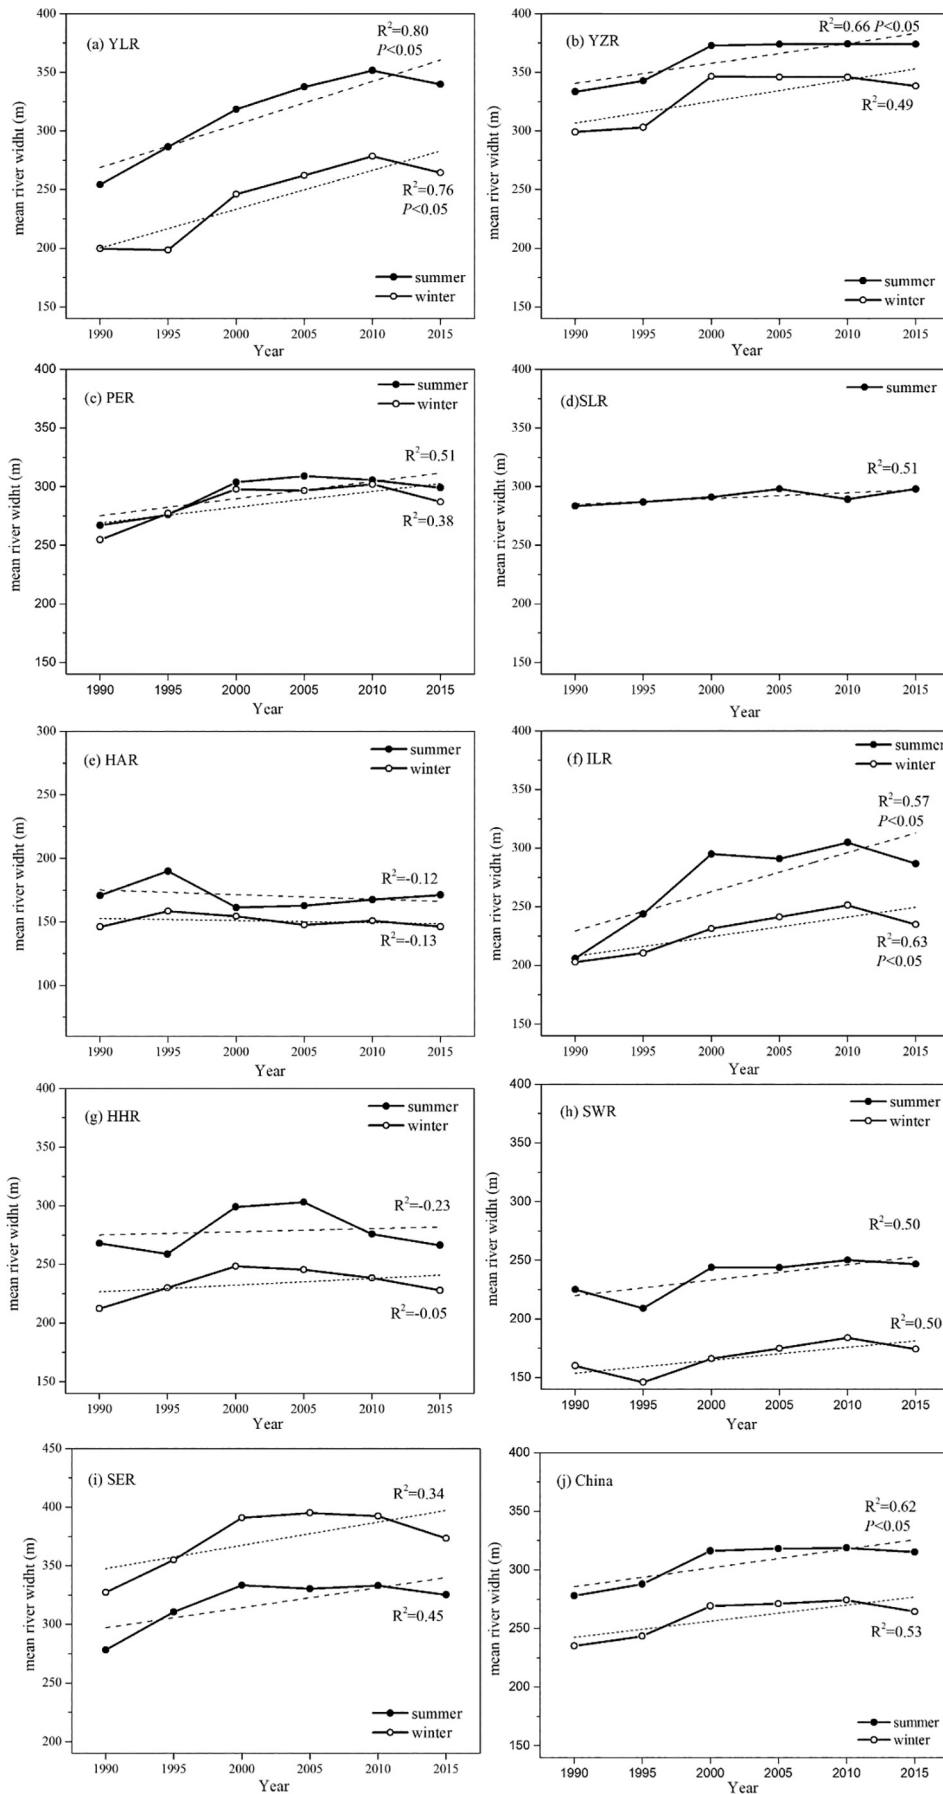 400
350
300
250
200
150
mean river widht (m)
(a) YLR
R²=0.80
P<0.05
R²=0.76
P<0.05
summer
winter
1990 1995 2000 2005 2010 2015
Year
400
350
300
250
200
150
mean river widht (m)
(b) YZR
R²=0.66 P<0.05
R²=0.49
summer
winter
1990 1995 2000 2005 2010 2015
Year
400
350
300
250
200
150
mean river widht (m)
(c) PER
summer
winter
R²=0.51
R²=0.38
1990 1995 2000 2005 2010 2015
Year
400
350
300
250
200
150
mean river widht (m)
(d)SLR
summer
R²=0.51
1990 1995 2000 2005 2010 2015
Year
300
250
200
150
100
mean river widht (m)
(e) HAR
summer
winter
R²=-0.12
R²=-0.13
1990 1995 2000 2005 2010 2015
Year
400
350
300
250
200
150
mean river widht (m)
(f) ILR
summer
winter
R²=0.57
P<0.05
R²=0.63
P<0.05
1990 1995 2000 2005 2010 2015
Year
400
350
300
250
200
150
mean river widht (m)
(g) HHR
summer
winter
R²=-0.23
R²=-0.05
1990 1995 2000 2005 2010 2015
Year
400
350
300
250
200
150
mean river widht (m)
(h) SWR
summer
winter
R²=0.50
R²=0.50
1990 1995 2000 2005 2010 2015
Year
450
400
350
300
250
200
mean river widht (m)
(i) SER
R²=0.34
R²=0.45
summer
winter
1990 1995 2000 2005 2010 2015
Year
400
350
300
250
200
150
mean river widht (m)
(j) China
R²=0.62
P<0.05
R²=0.53
summer
winter
1990 1995 2000 2005 2010 2015
Year